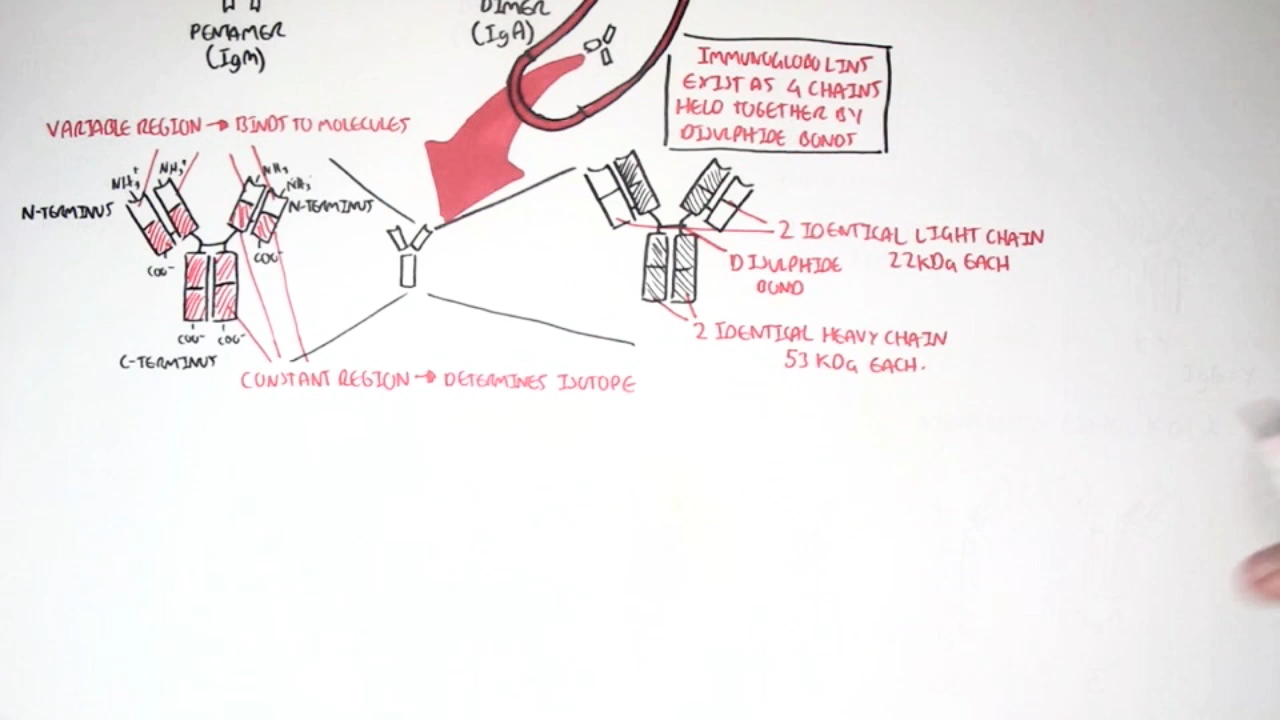 PENTAMER
(IgM)
DIMER
(IgA)
IMMUNOGLOBULINS
EXIST AS 4 CHAINS
HELD TOGETHER BY
DISULPHIDE BONDS
VARIABLE REGION → BINDS TO MOLECULES
NH₃⁺
NH₃⁺
NH₃
NH₃
N-TERMINUS
N-TERMINUS
COO⁻
COO⁻
COO⁻
COO⁻
C-TERMINUS
CONSTANT REGION → DETERMINES ISOTOPE
2 IDENTICAL LIGHT CHAIN
22KDa EACH
DISULPHIDE
BOND
2 IDENTICAL HEAVY CHAIN
53 KDa EACH.